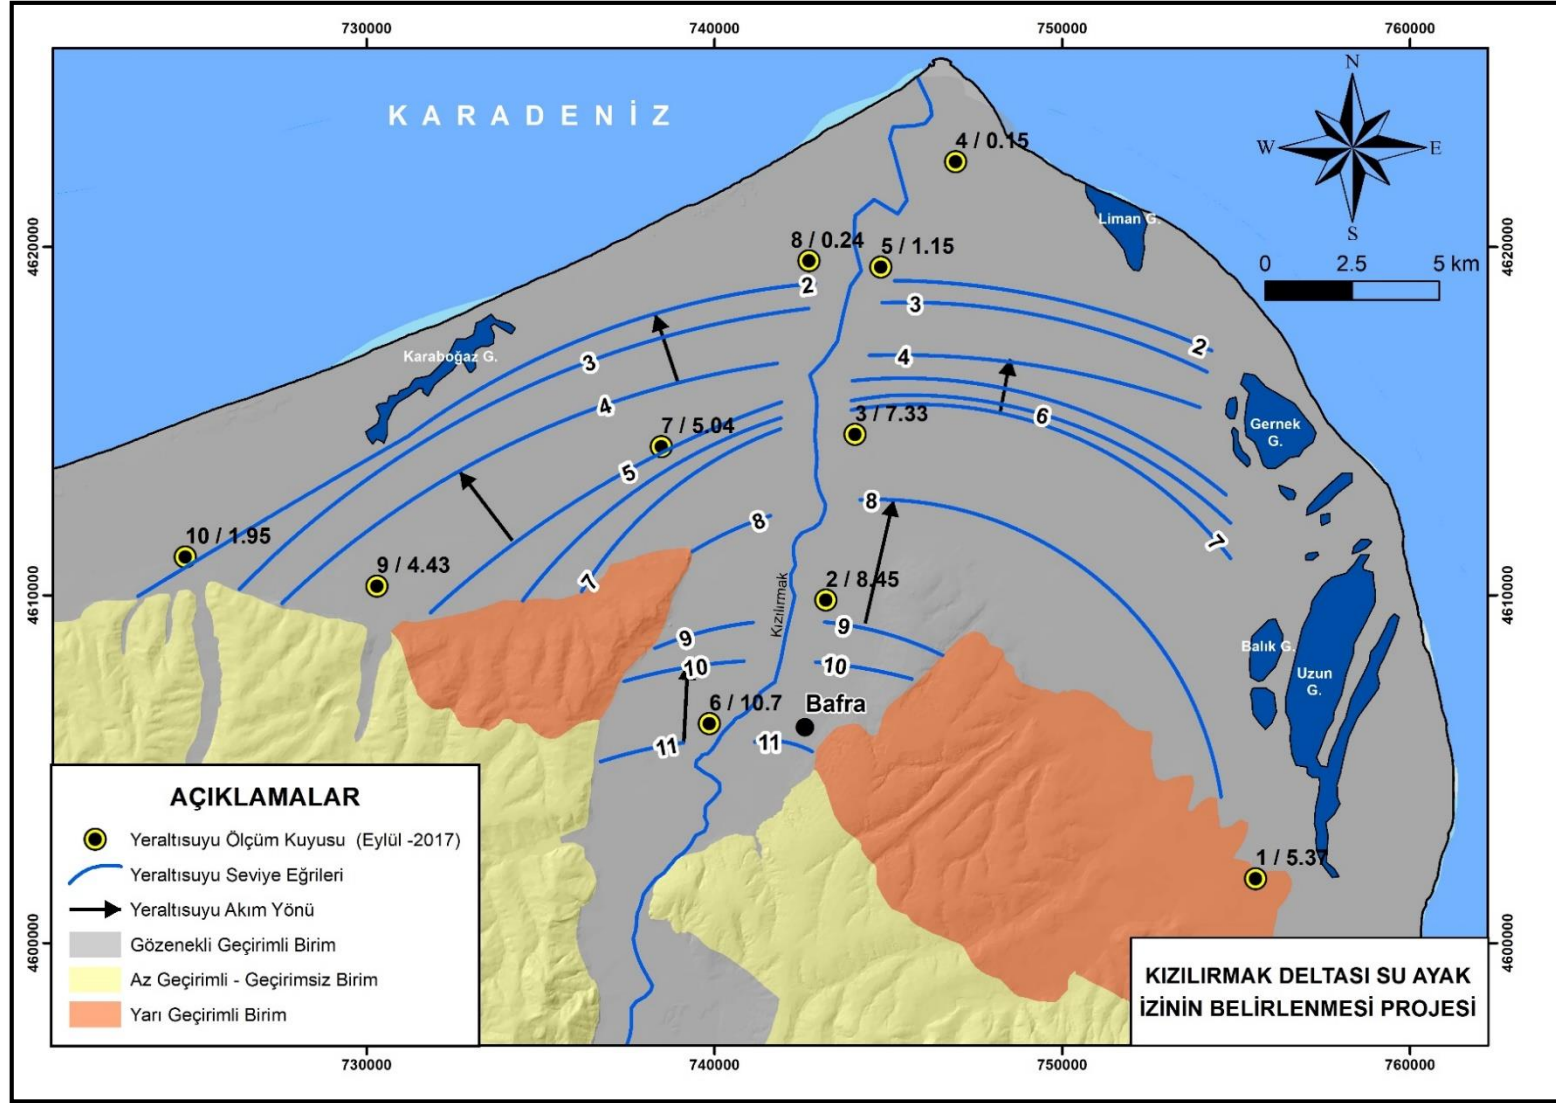 730000 740000 750000 760000
N
K A R A D E N İ Z
4 / 0.15
W E
Liman G.
S
4620000 4620000
8 / 0.24 5 / 1.15
0 2.5 5 km
2
3
2
Karaboğaz G.
3
4
4
7 / 5.04
3 / 7.33
6
Gernek
G.
5
8
8
7
10 / 1.95
9 / 4.43
7
2 / 8.45
Kızılırmak
4610000 4610000
9
9
10
10
Balık G.
Uzun
G.
6 / 10.7
Bafra
11
11
1 / 5.37
AÇIKLAMALAR
Yeraltısuyu Ölçüm Kuyusu (Eylül -2017)
Yeraltısuyu Seviye Eğrileri
Yeraltısuyu Akım Yönü
Gözenekli Geçirimli Birim
Az Geçirimli - Geçirimsiz Birim
Yarı Geçirimli Birim
4600000 4600000
KIZILIRMAK DELTASI SU AYAK
İZİNİN BELİRLENMESİ PROJESİ
730000 740000 750000 760000